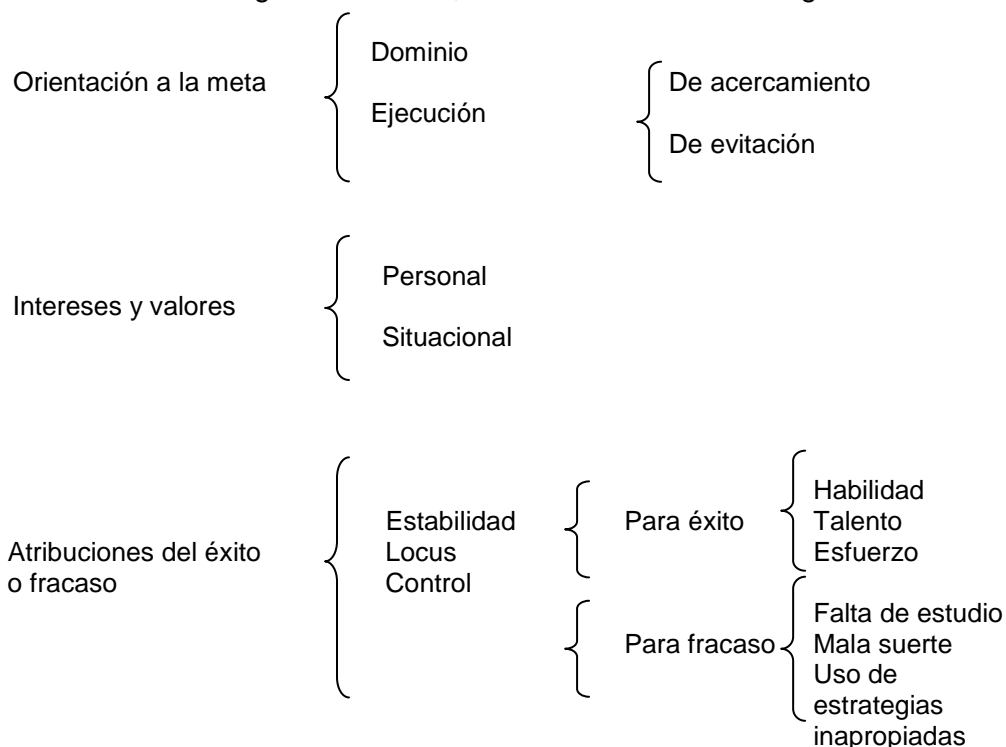 Orientación a la meta
Dominio
Ejecución
De acercamiento
De evitación
Intereses y valores
Personal
Situacional
Atribuciones del éxito
o fracaso
Estabilidad
Locus
Control
Para éxito
Habilidad
Talento
Esfuerzo
Para fracaso
Falta de estudio
Mala suerte
Uso de
estrategias
inapropiadas